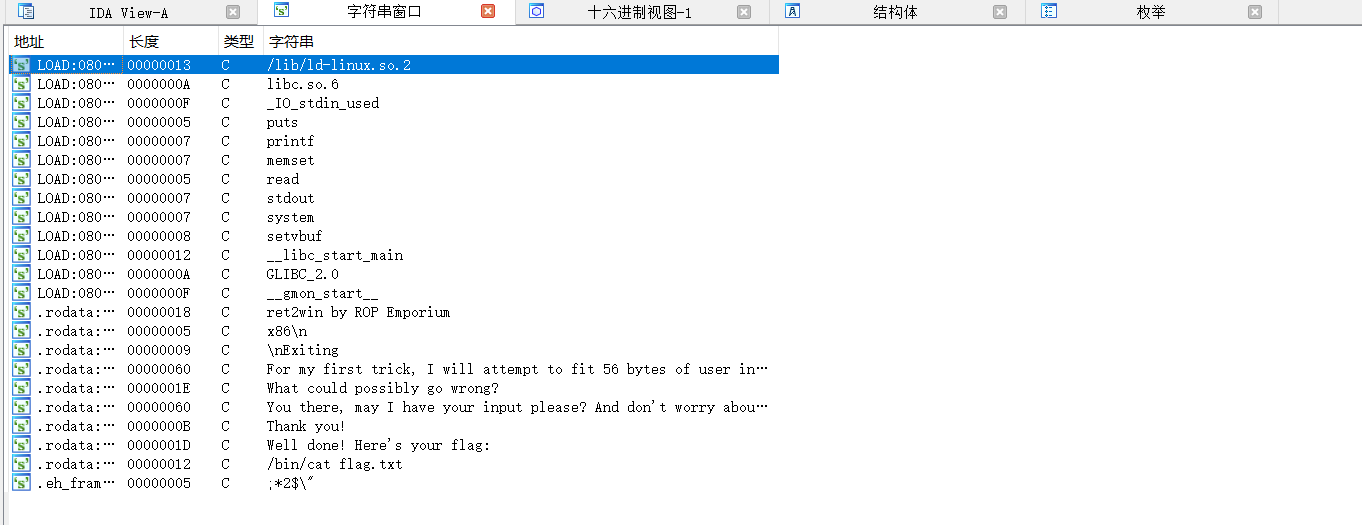 IDA View-A 字符串窗口 十六进制视图-1 结构体 枚举
地址 长度 类型 字符串
LOAD:080… 00000013 C /lib/ld-linux.so.2
LOAD:080… 0000000A C libc.so.6
LOAD:080… 0000000F C _IO_stdin_used
LOAD:080… 00000005 C puts
LOAD:080… 00000007 C printf
LOAD:080… 00000007 C memset
LOAD:080… 00000005 C read
LOAD:080… 00000007 C stdout
LOAD:080… 00000007 C system
LOAD:080… 00000008 C setvbuf
LOAD:080… 00000012 C __libc_start_main
LOAD:080… 0000000A C GLIBC_2.0
LOAD:080… 0000000F C __gmon_start__
.rodata:… 00000018 C ret2win by ROP Emporium
.rodata:… 00000005 C x86\n
.rodata:… 00000009 C \nExiting
.rodata:… 00000060 C For my first trick, I will attempt to fit 56 bytes of user in…
.rodata:… 0000001E C What could possibly go wrong?
.rodata:… 00000060 C You there, may I have your input please? And don't worry abou…
.rodata:… 0000000B C Thank you!
.rodata:… 0000001D C Well done! Here's your flag:
.rodata:… 00000012 C /bin/cat flag.txt
.eh_fram… 00000005 C ;*2$\"